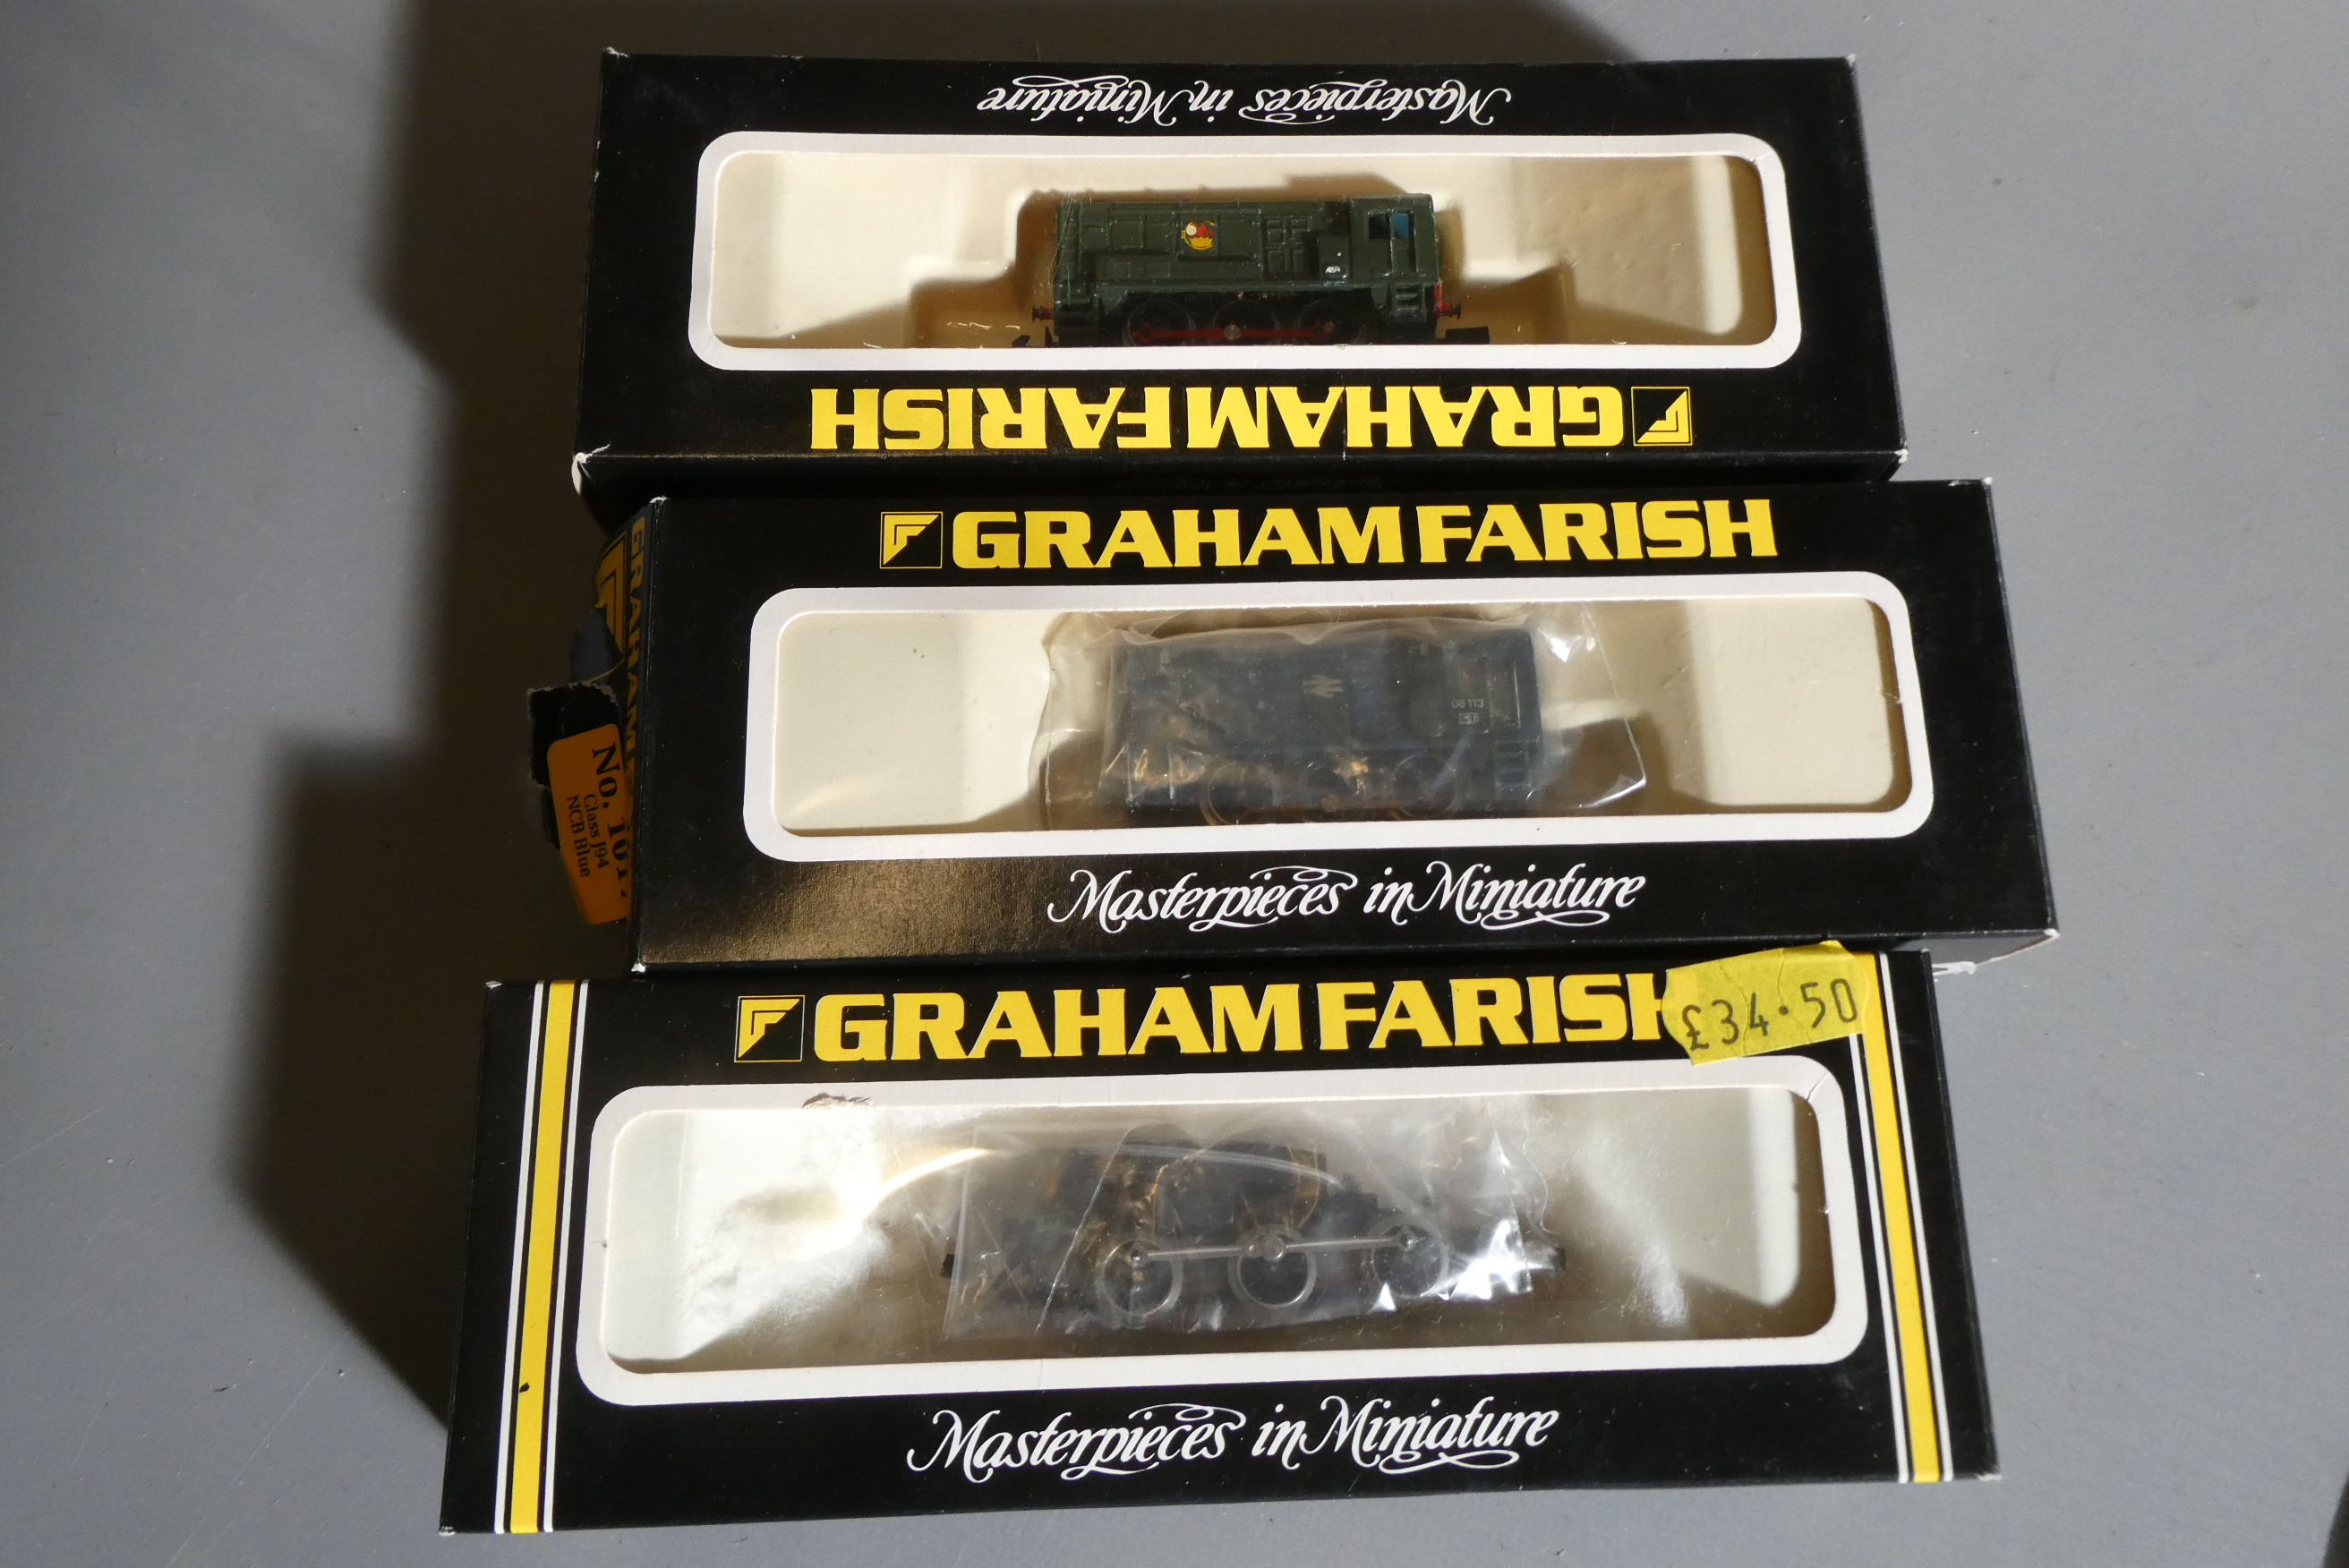 Masterpieces in Miniature
GRAHAM FARISH
GRAHAM FARISH
GRAHAM
No.
Class J94
NCB Blue
08 113
Masterpieces in Miniature
GRAHAM FARISH
£34.50
Masterpieces in Miniature